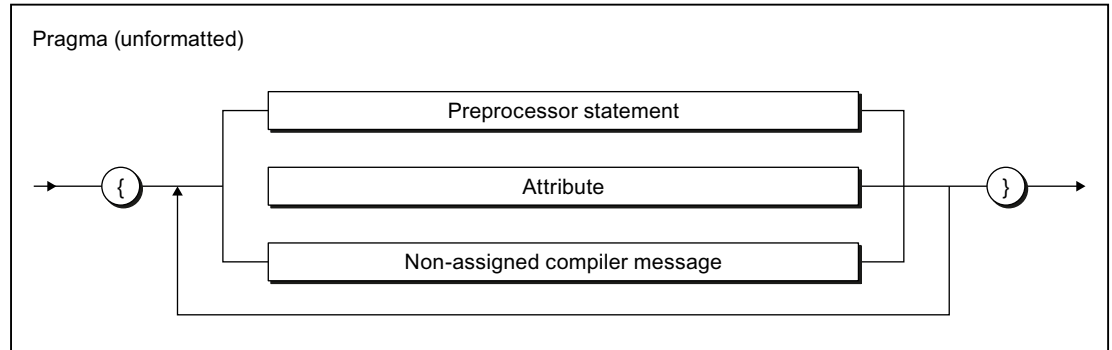 Pragma (unformatted)
Preprocessor statement
{
Attribute
}
Non-assigned compiler message